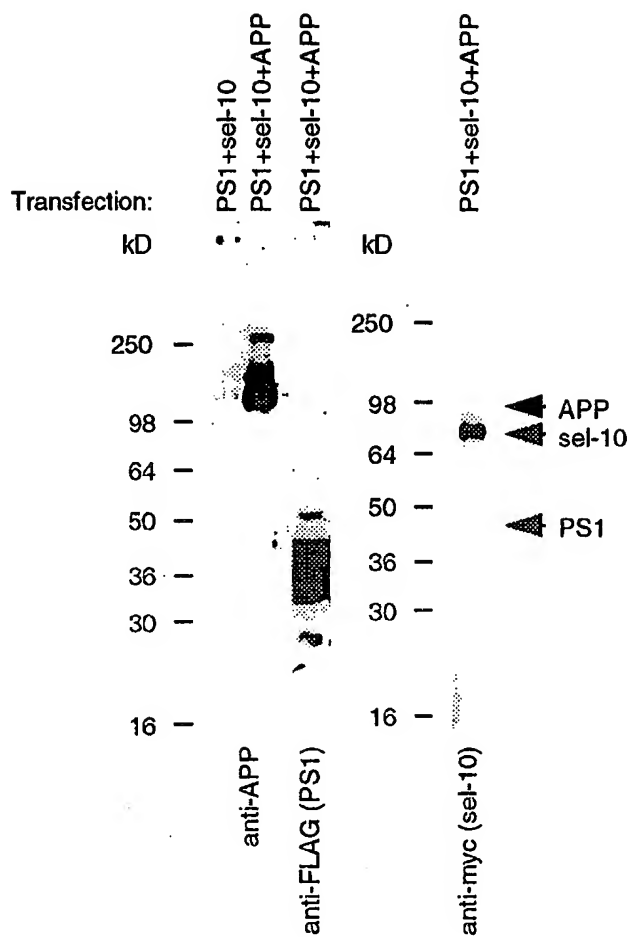 PS1+sel-10
PS1+sel-10+APP
PS1+sel-10+APP
PS1+sel-10+APP
Transfection:
kD
250
98
64
50
36
30
16
kD
250
98
64
50
36
30
16
APP
sel-10
PS1
anti-APP
anti-FLAG (PS1)
anti-myc (sel-10)